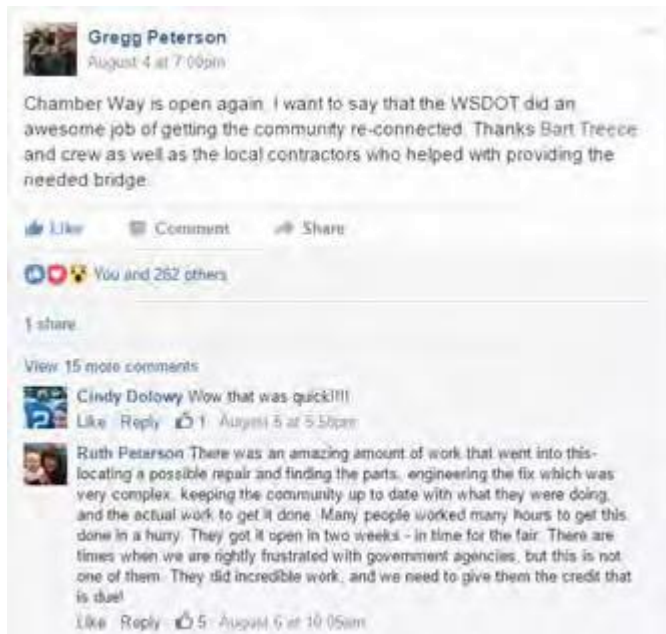 Gregg Peterson
August 4 at 7:00pm
Chamber Way is open again. I want to say that the WSDOT did an
awesome job of getting the community re-connected. Thanks Bart Treece
and crew as well as the local contractors who helped with providing the
needed bridge.
Like Comment Share
You and 262 others
1 share
View 15 more comments
Cindy Dolowy Wow that was quick!!!!
Like Reply 1 August 5 at 5:56pm
Ruth Peterson There was an amazing amount of work that went into this-
locating a possible repair and finding the parts, engineering the fix which was
very complex, keeping the community up to date with what they were doing,
and the actual work to get it done. Many people worked many hours to get this
done in a hurry. They got it open in two weeks - in time for the fair. There are
times when we are rightly frustrated with government agencies, but this is not
one of them. They did incredible work, and we need to give them the credit that
is due!
Like Reply 5 August 6 at 10:05am